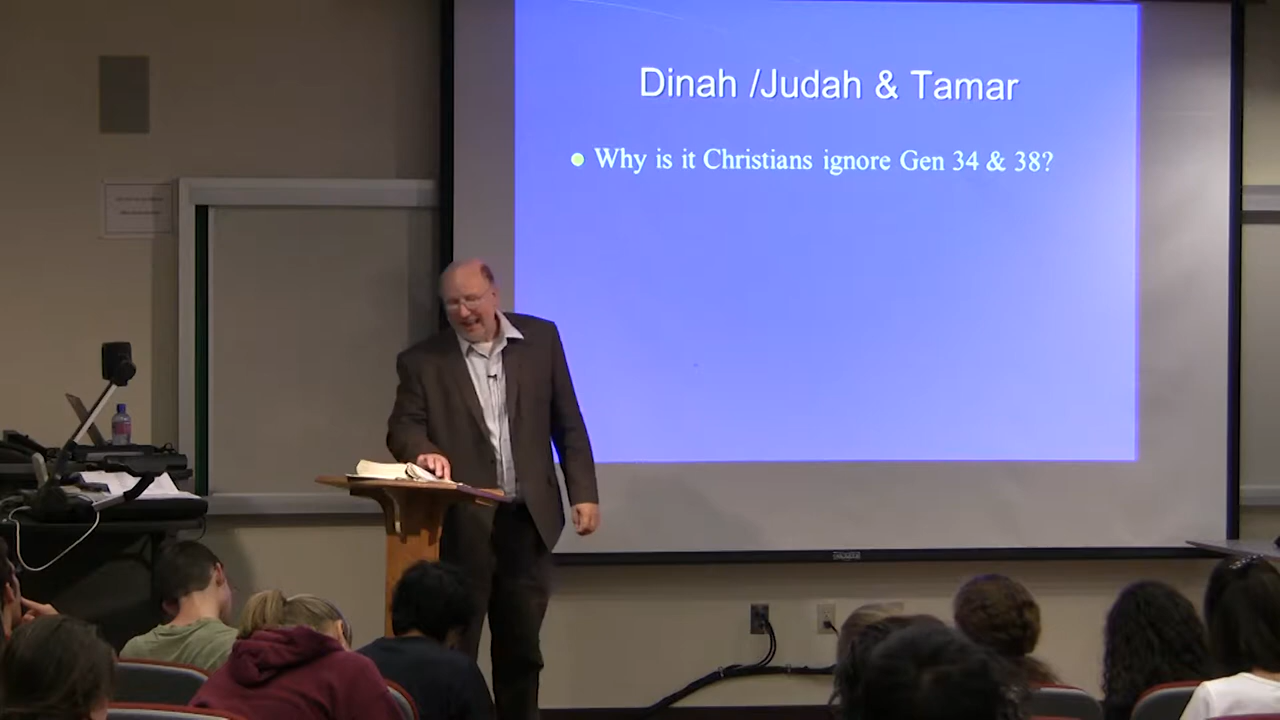 Dinah /Judah & Tamar
Why is it Christians ignore Gen 34 & 38?